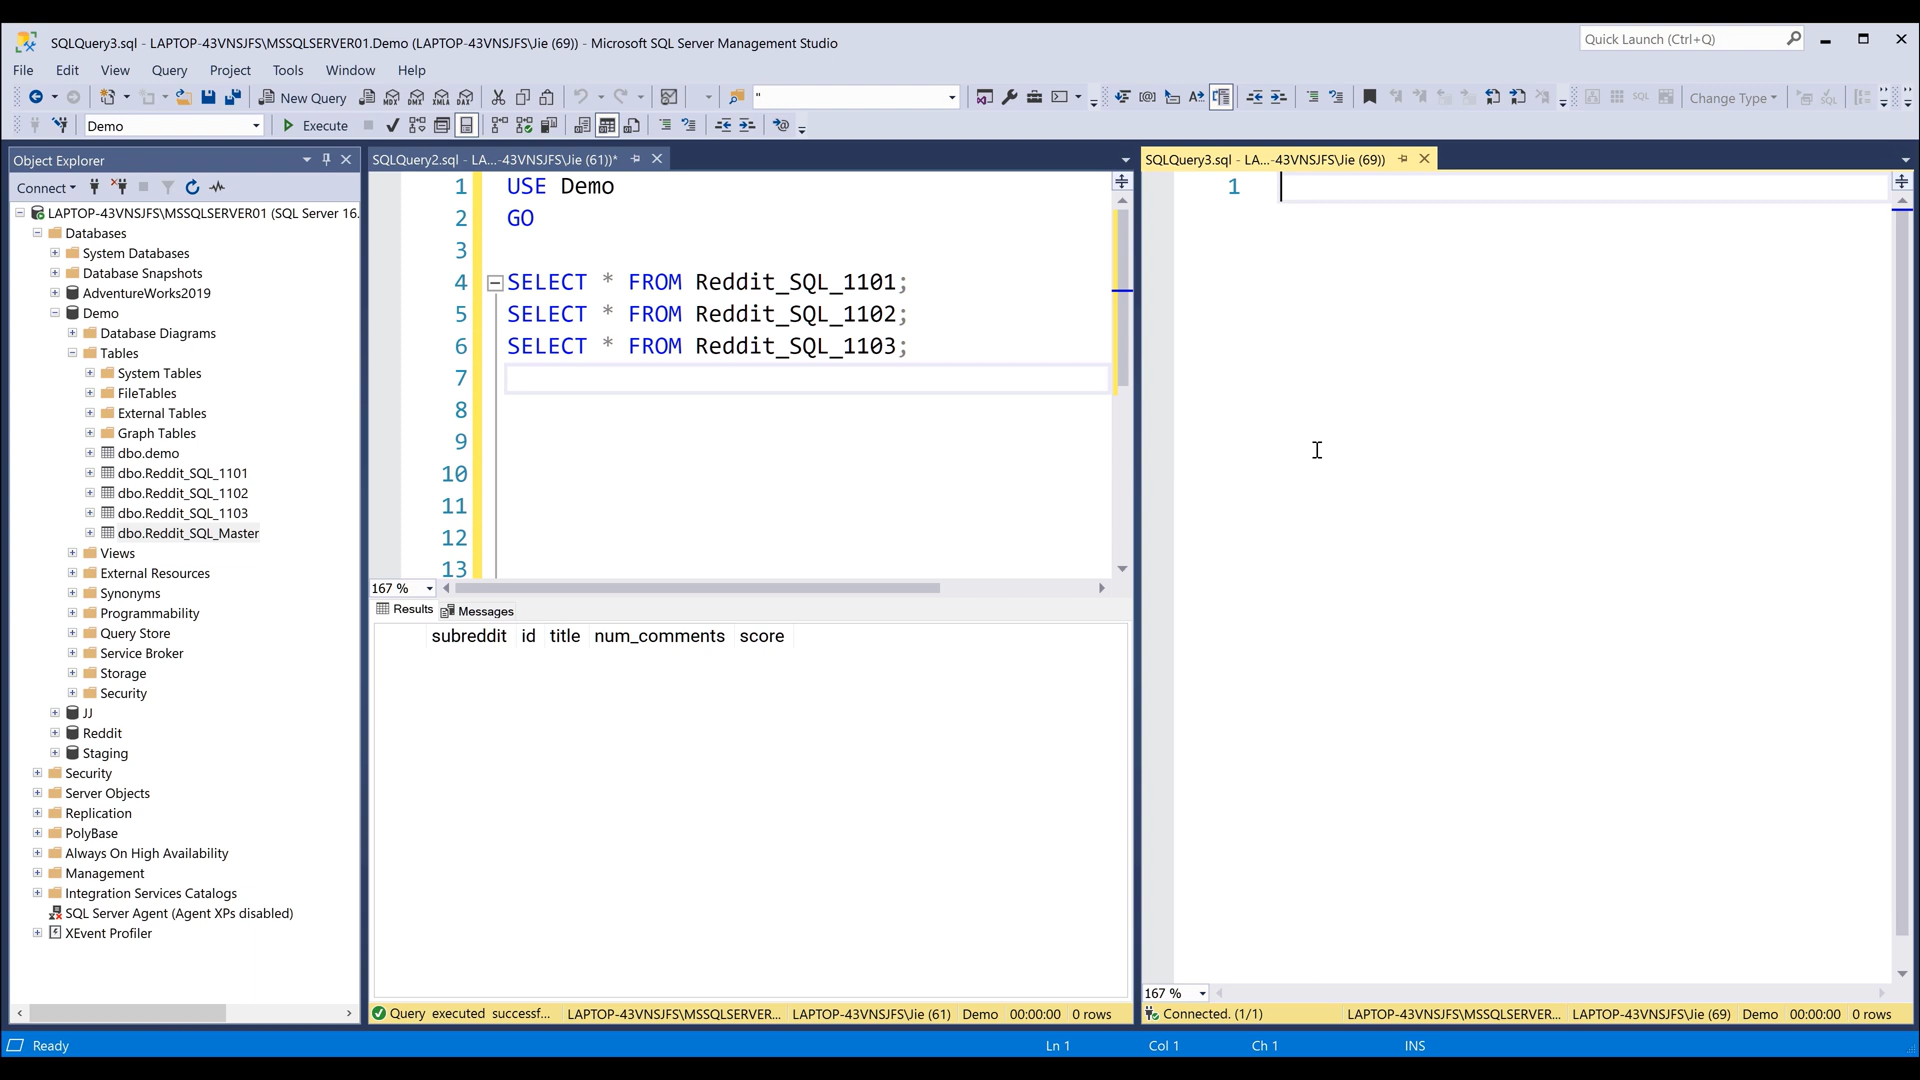 SQLQuery3.sql - LAPTOP-43VNSJFS\MSSQLSERVER01.Demo (LAPTOP-43VNSJFS\Jie (69)) - Microsoft SQL Server Management Studio
Quick Launch (Ctrl+Q)
File Edit View Query Project Tools Window Help
New Query MDX DMX XMLA DAX " Change Type
Demo Execute
Object Explorer
Connect
LAPTOP-43VNSJFS\MSSQLSERVER01 (SQL Server 16.
Databases
System Databases
Database Snapshots
AdventureWorks2019
Demo
Database Diagrams
Tables
System Tables
FileTables
External Tables
Graph Tables
dbo.demo
dbo.Reddit_SQL_1101
dbo.Reddit_SQL_1102
dbo.Reddit_SQL_1103
dbo.Reddit_SQL_Master
Views
External Resources
Synonyms
Programmability
Query Store
Service Broker
Storage
Security
JJ
Reddit
Staging
Security
Server Objects
Replication
PolyBase
Always On High Availability
Management
Integration Services Catalogs
SQL Server Agent (Agent XPs disabled)
XEvent Profiler
SQLQuery2.sql - LA...-43VNSJFS\Jie (61))*
1 USE Demo
2 GO
3
4 SELECT * FROM Reddit_SQL_1101;
5 SELECT * FROM Reddit_SQL_1102;
6 SELECT * FROM Reddit_SQL_1103;
7
8
9
10
11
12
13
167 %
Results Messages
subreddit id title num_comments score
Query executed successf... LAPTOP-43VNSJFS\MSSQLSERVER... LAPTOP-43VNSJFS\Jie (61) Demo 00:00:00 0 rows
SQLQuery3.sql - LA...-43VNSJFS\Jie (69))
1
167 %
Connected. (1/1) LAPTOP-43VNSJFS\MSSQLSERVER... LAPTOP-43VNSJFS\Jie (69) Demo 00:00:00 0 rows
Ready Ln 1 Col 1 Ch 1 INS